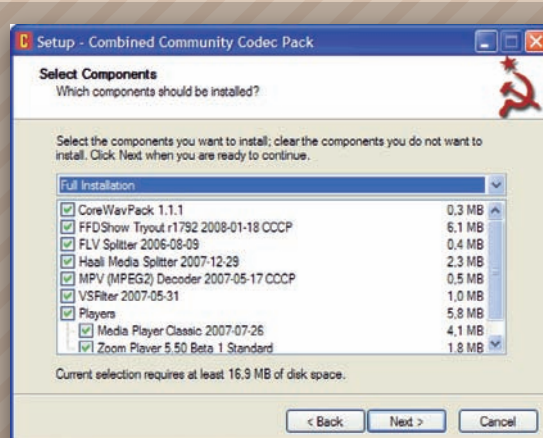 Setup - Combined Community Codec Pack
Select Components
Which components should be installed?
Select the components you want to install; clear the components you do not want to
install. Click Next when you are ready to continue.
Full Installation
CoreWavPack 1.1.1 0,3 MB
FFDShow Tryout r1792 2008-01-18 CCCP 6,1 MB
FLV Splitter 2006-08-09 0,4 MB
Haali Media Splitter 2007-12-29 2,3 MB
MPV (MPEG2) Decoder 2007-05-17 CCCP 0,5 MB
VSFilter 2007-05-31 1,0 MB
Players 5,8 MB
Media Player Classic 2007-07-26 4,1 MB
Zoom Player 5.50 Beta 1 Standard 1,8 MB
Current selection requires at least 16,9 MB of disk space.
< Back Next > Cancel